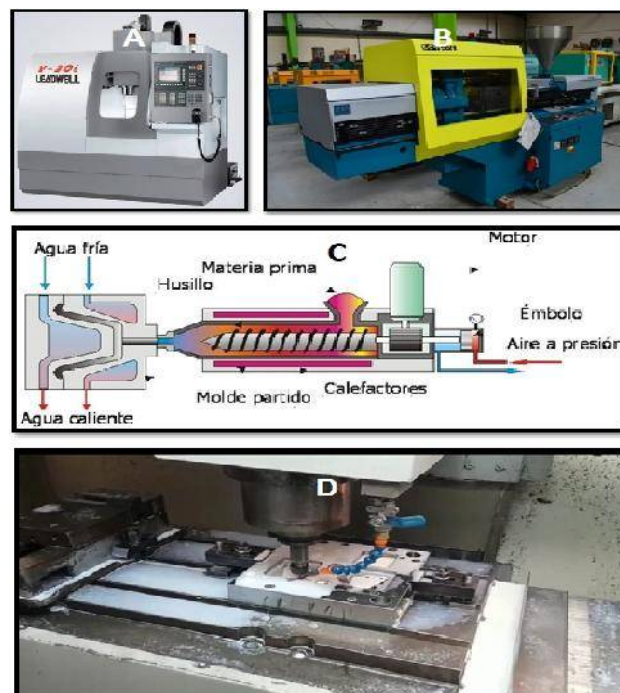 A
V-30i
LEADWELL
B
C
Motor
Agua fría
Materia prima
Husillo
Émbolo
Aire a presión
Calefactores
Molde partido
Agua caliente
D